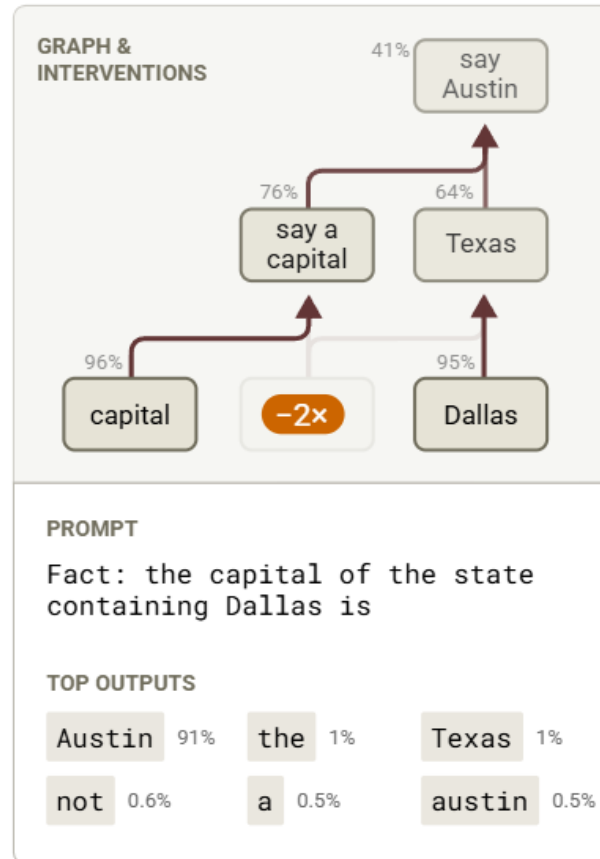 GRAPH &
INTERVENTIONS
41%
say
Austin
76%
64%
say a
capital
Texas
96%
95%
capital
−2×
Dallas
PROMPT
Fact: the capital of the state
containing Dallas is
TOP OUTPUTS
Austin 91% the 1% Texas 1%
not 0.6% a 0.5% austin 0.5%